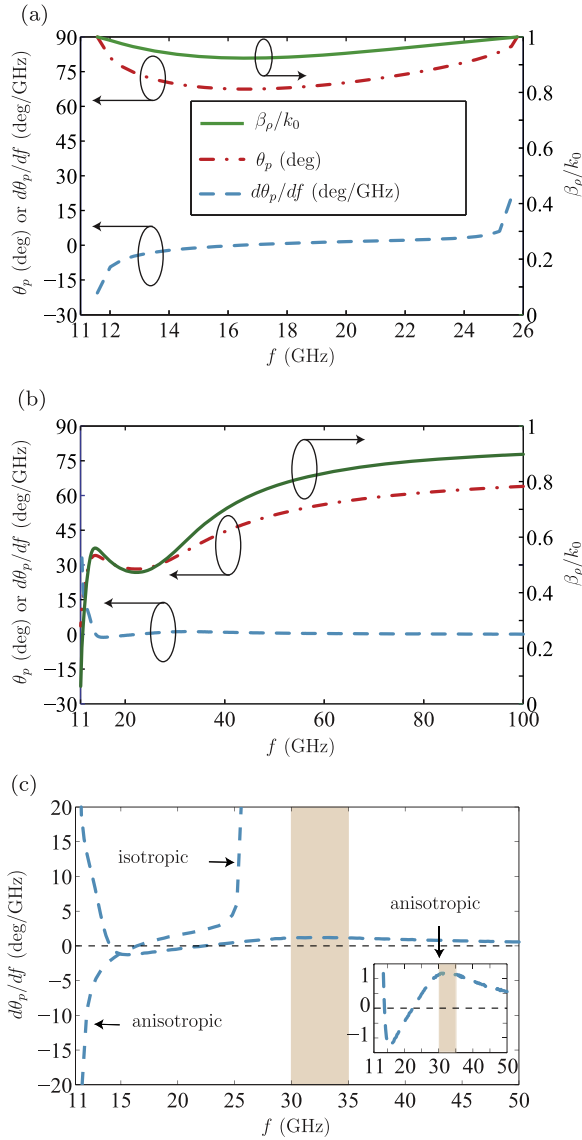 (a)
90
75
60
45
30
15
0
−15
−30
θp (deg) or dθp/df (deg/GHz)
1
0.8
0.6
0.4
0.2
0
βρ/k0
βρ/k0
θp (deg)
dθp/df (deg/GHz)
11 12 14 16 18 20 22 24 26
f (GHz)
(b)
90
75
60
45
30
15
0
−15
−30
θp (deg) or dθp/df (deg/GHz)
1
0.8
0.6
0.4
0.2
0
βρ/k0
11 20 40 60 80 100
f (GHz)
(c)
20
15
10
5
0
−5
−10
−15
−20
dθp/df (deg/GHz)
isotropic
anisotropic
anisotropic
1
0
−1
11 20 30 40 50
11 15 20 25 30 35 40 45 50
f (GHz)